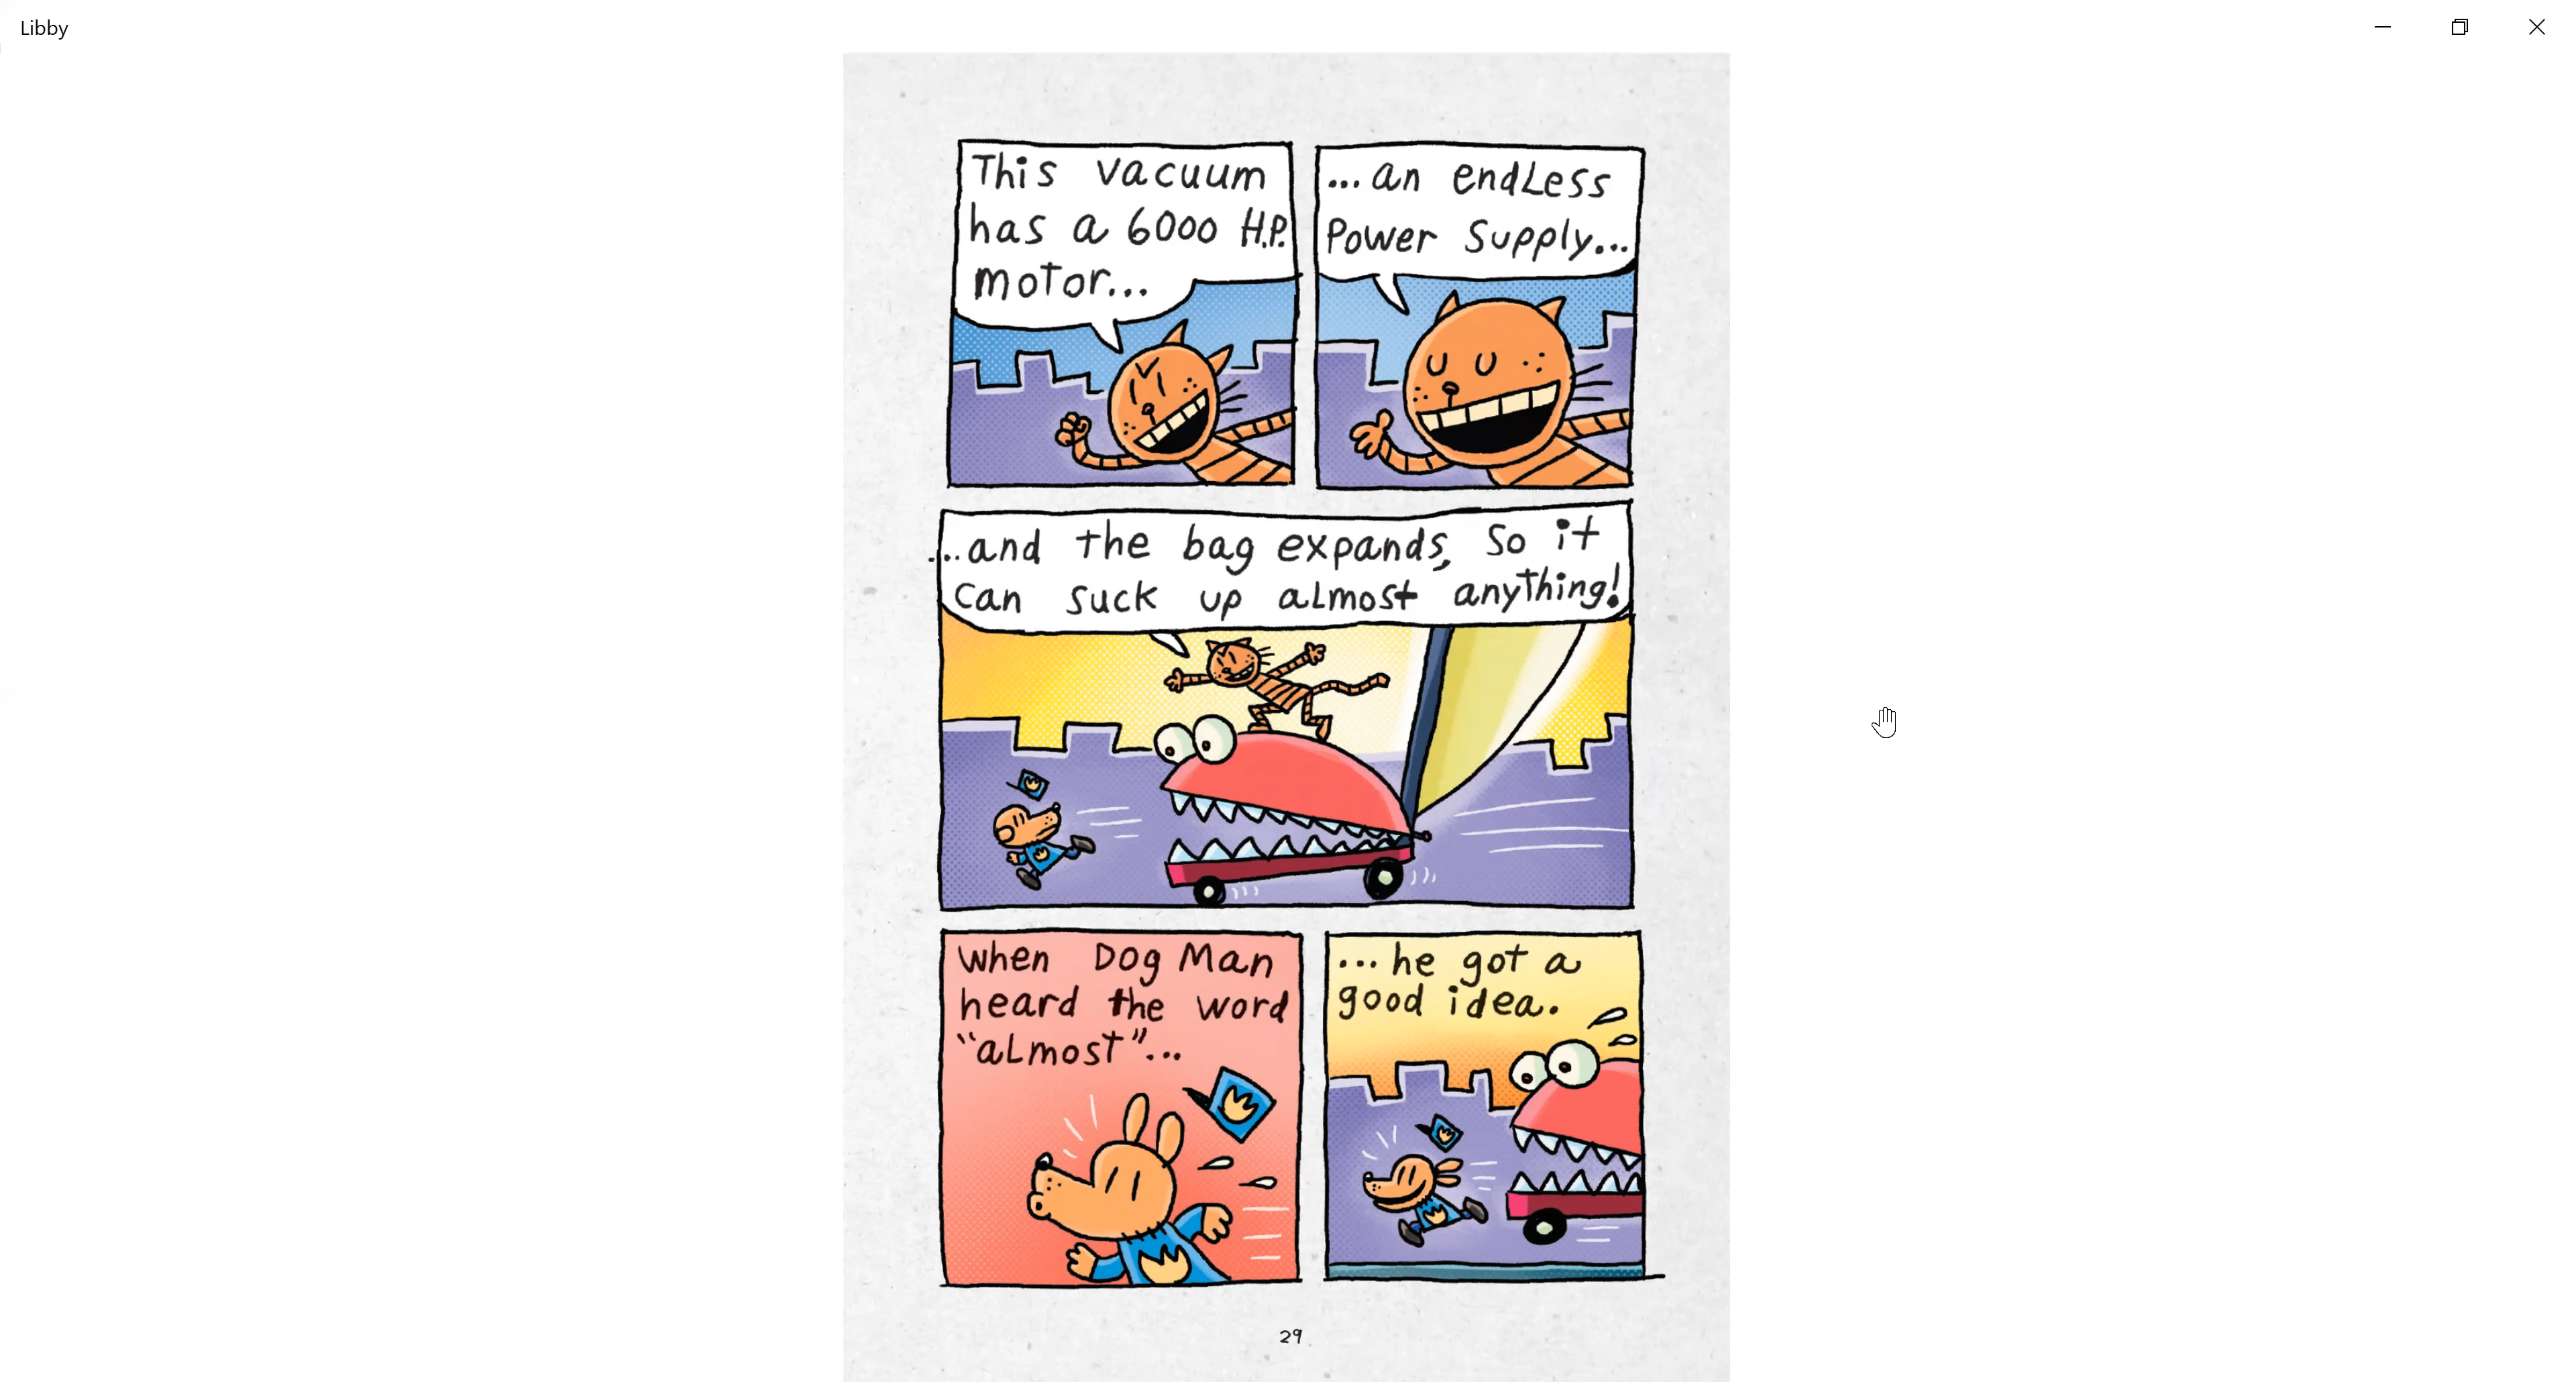 Libby
This vacuum
has a 6000 H.P.
motor...
...an endless
Power Supply...
...and the bag expands, So it
can suck up almost anything!
When Dog Man
heard the word
"almost"...
...he got a
good idea.
29